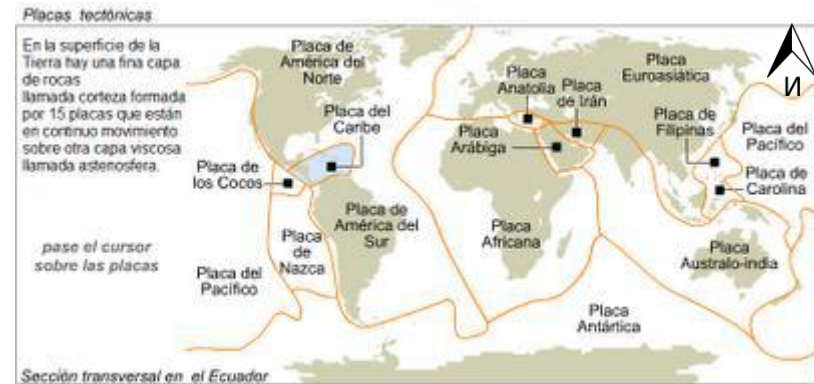 Placas tectónicas
En la superficie de la
Tierra hay una fina capa
de rocas
llamada corteza formada
por 15 placas que están
en continuo movimiento
sobre otra capa viscosa
llamada astenosfera.
Placa de
América del
Norte
Placa del
Caribe
Placa de
los Cocos
Placa de
América del
Sur
Placa
de
Nazca
Placa del
Pacífico
pase el cursor
sobre las placas
Placa
Anatolia
Placa
de Irán
Placa
Euroasiática
Placa
Arábiga
Placa de
Filipinas
Placa del
Pacífico
Placa de
Carolina
Placa
Africana
Placa
Australo-india
Placa
Antártica
И
Sección transversal en el Ecuador